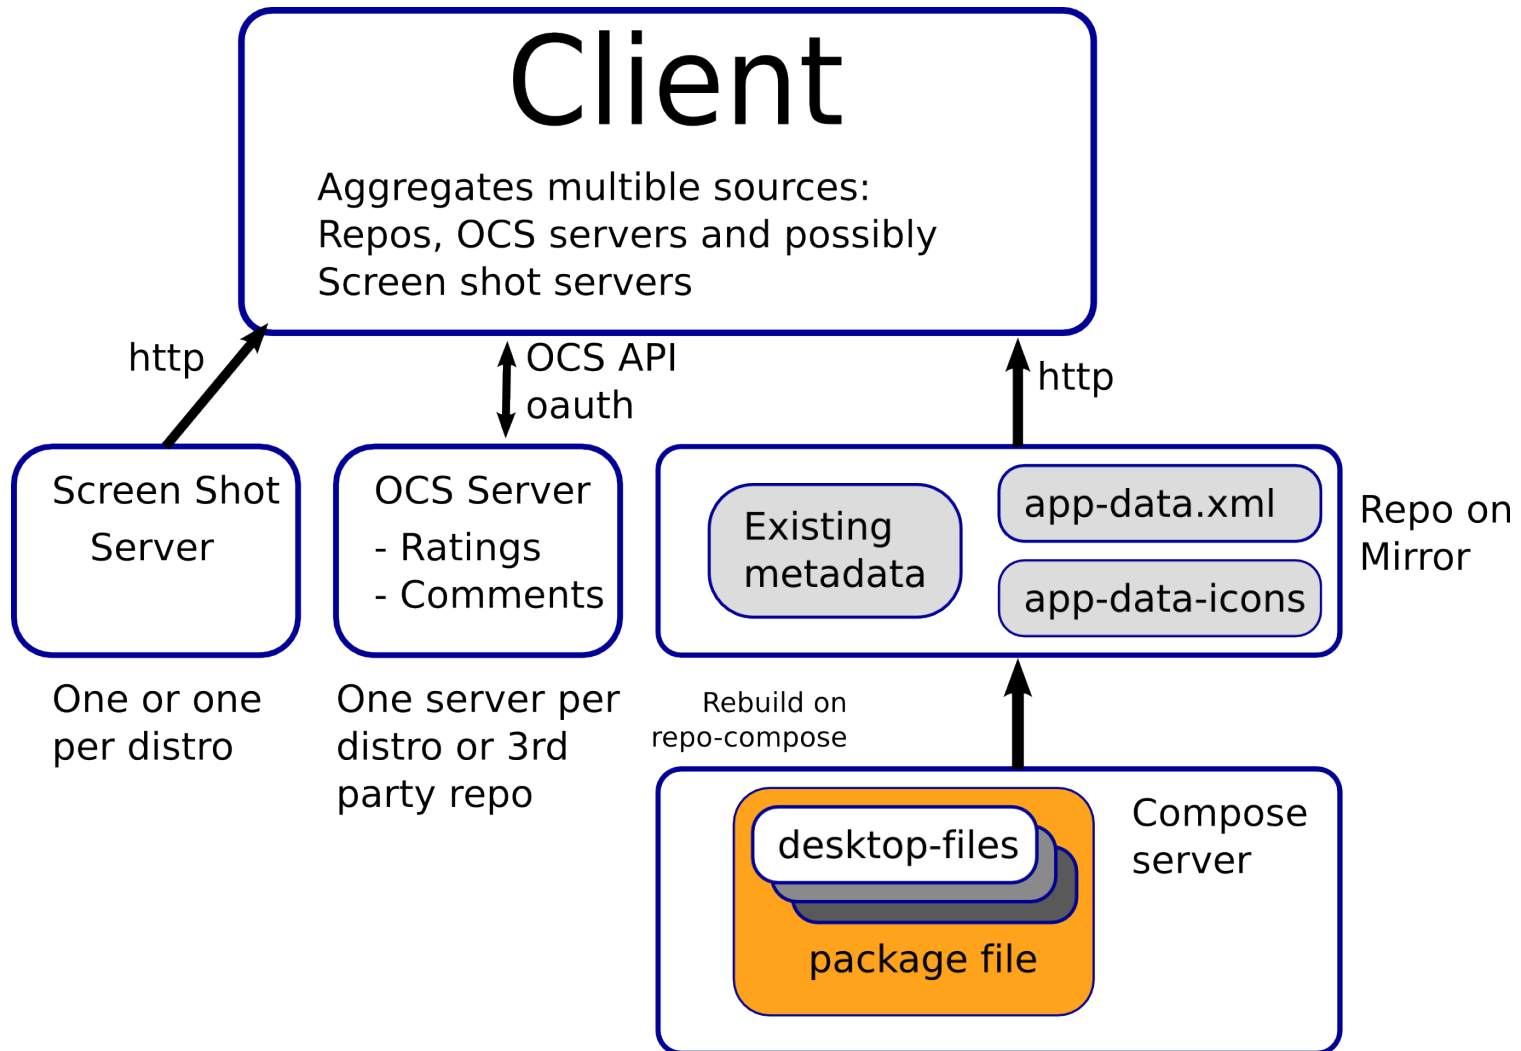 Client
Aggregates multible sources:
Repos, OCS servers and possibly
Screen shot servers
http
OCS API
oauth
http
Screen Shot
Server
OCS Server
- Ratings
- Comments
Existing
metadata
app-data.xml
app-data-icons
Repo on
Mirror
One or one
per distro
One server per
distro or 3rd
party repo
Rebuild on
repo-compose
desktop-files
package file
Compose
server